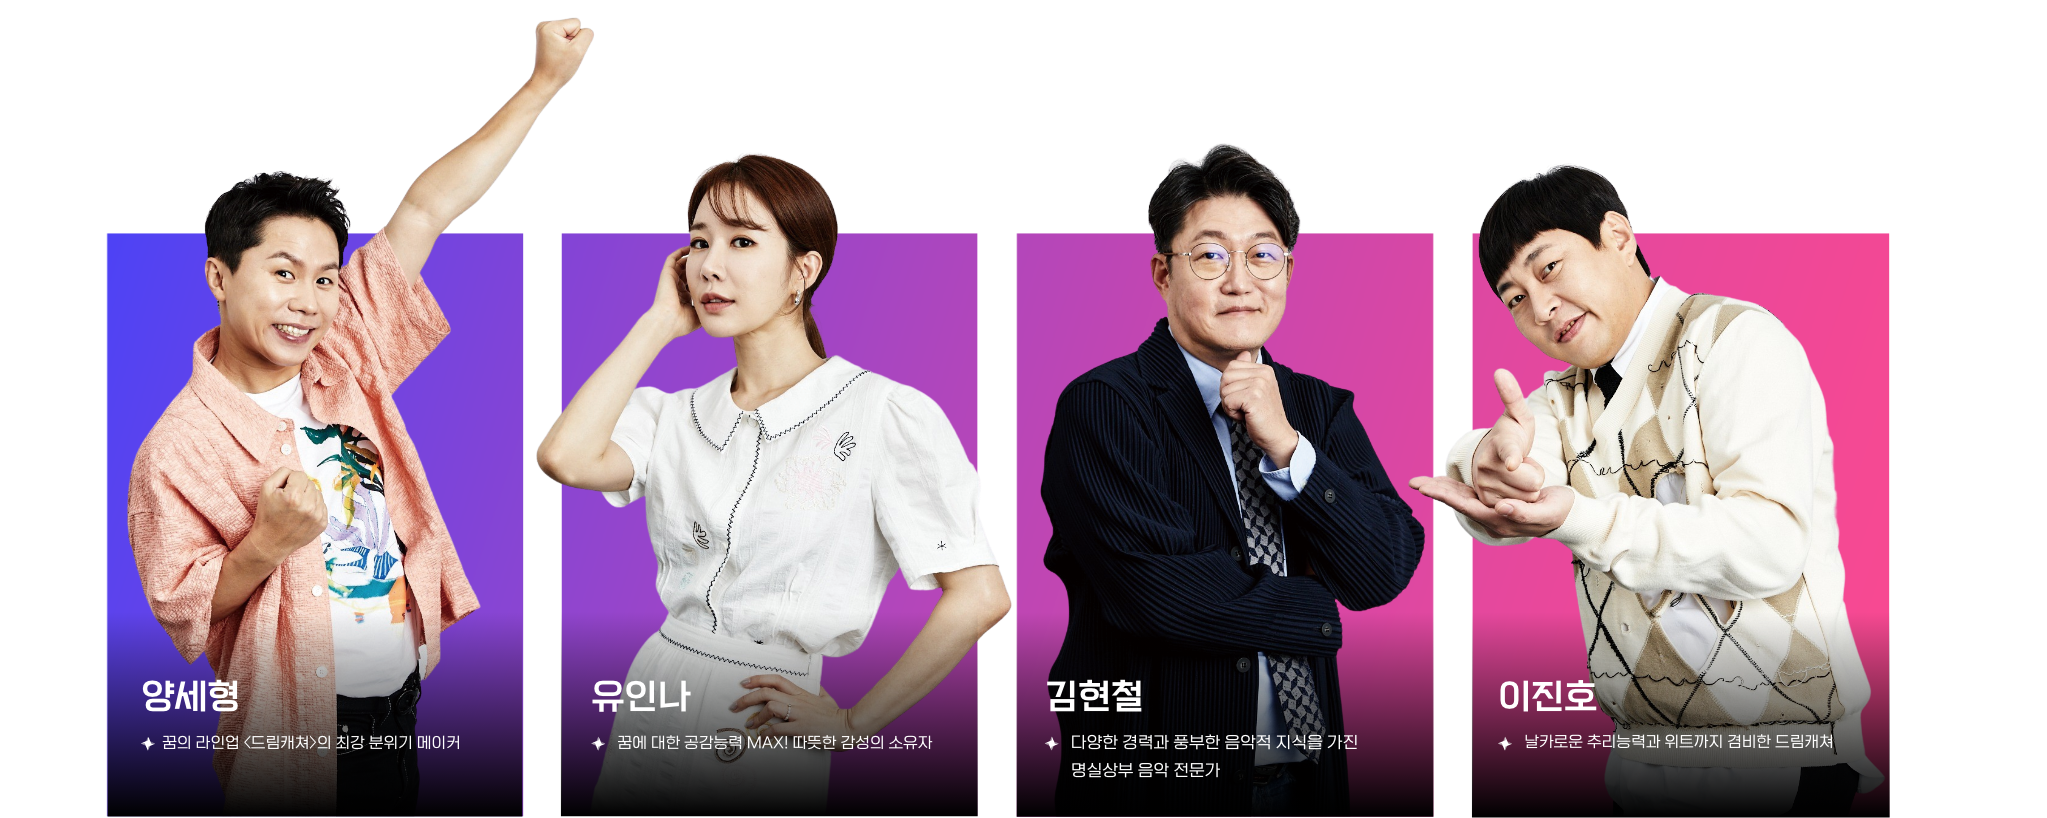 양세형
꿈의 라인업 <드림캐쳐>의 최강 분위기 메이커
유인나
꿈에 대한 공감능력 MAX! 따뜻한 감성의 소유자
김현철
다양한 경력과 풍부한 음악적 지식을 가진
명실상부 음악 전문가
이진호
날카로운 추리능력과 위트까지 겸비한 드림캐쳐